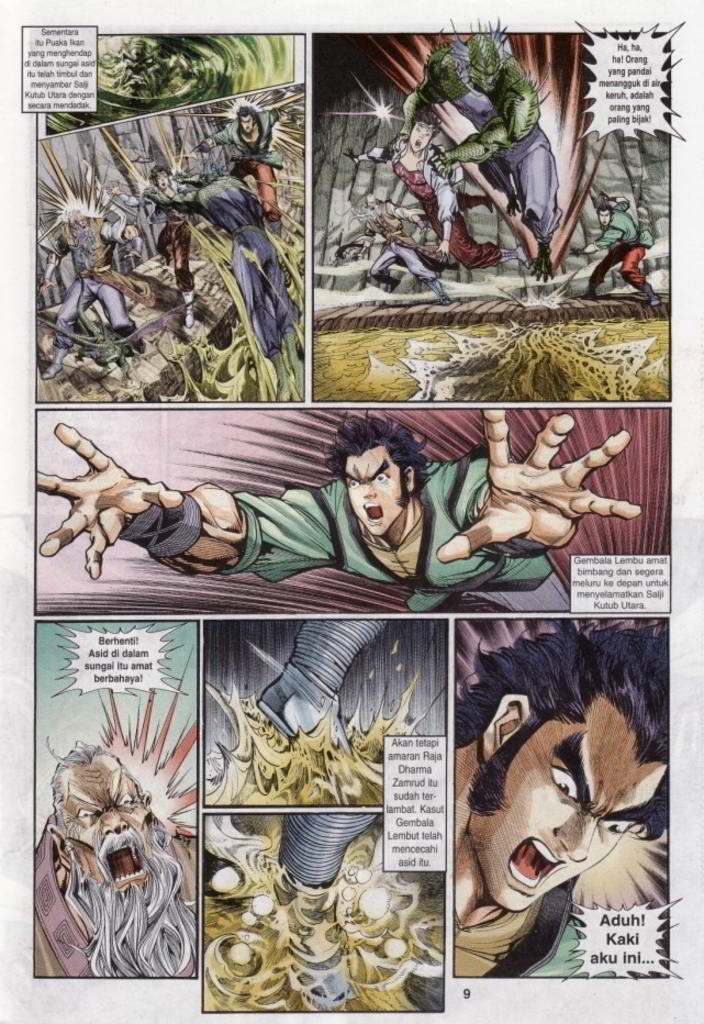 Sementara
itu Puaka Ikan
yang menghendap
di dalam sungai asid
itu telah timbul dan
menyambar Salji
Kutub Utara dengan
secara mendadak.
Ha, ha,
ha! Orang
yang pandai
menangguk di air
keruh, adalah
orang yang
paling bijak!
Gembala Lembu amat
bimbang dan segera
meluru ke depan untuk
menyelamatkan Salji
Kutub Utara.
Berhenti!
Asid di dalam
sungai itu amat
berbahaya!
Akan tetapi
amaran Raja
Dharma
Zamrud itu
sudah ter-
lambat. Kasut
Gembala
Lembut telah
mencecahi
asid itu.
Aduh!
Kaki
aku ini...
9